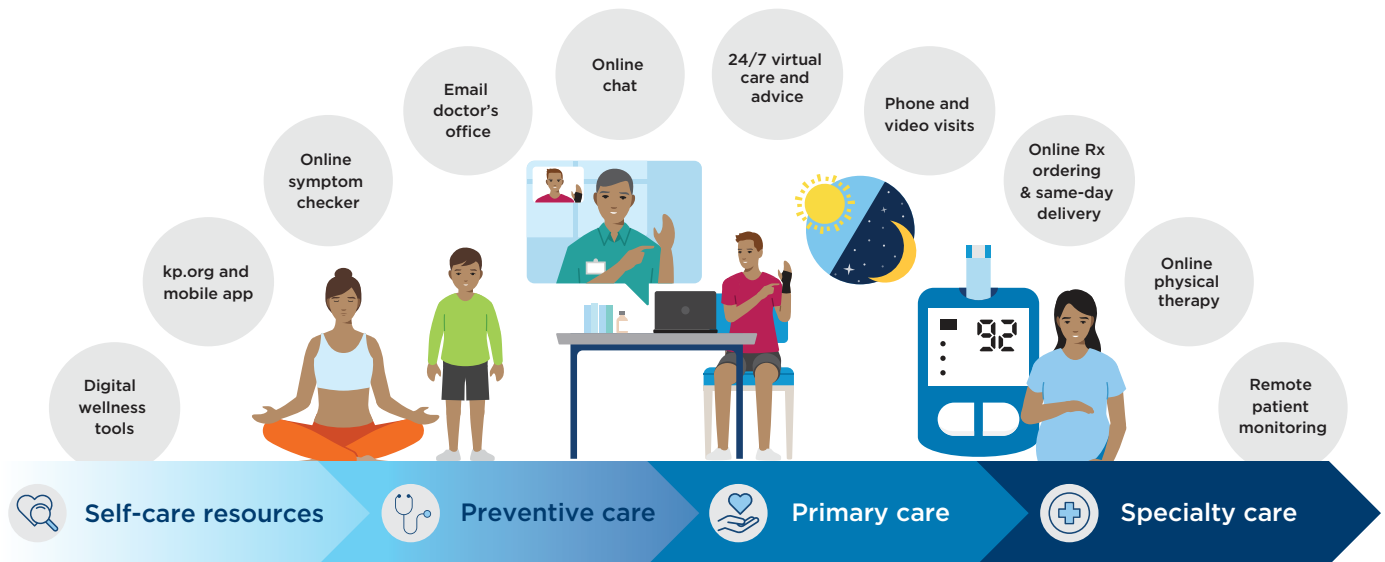 Digital
wellness
tools
kp.org and
mobile app
Online
symptom
checker
Email
doctor's
office
Online
chat
24/7 virtual
care and
advice
Phone and
video visits
Online Rx
ordering
& same-day
delivery
Online
physical
therapy
Remote
patient
monitoring
92
Self-care resources
Preventive care
Primary care
Specialty care